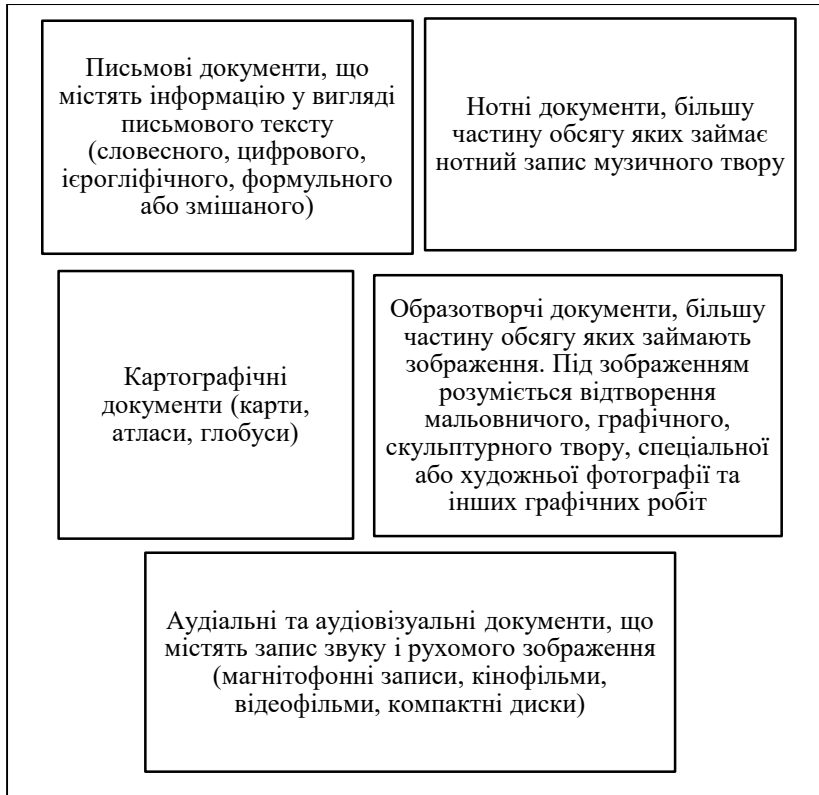 Письмові документи, що
містять інформацію у вигляді
письмового тексту
(словесного, цифрового,
ієрогліфічного, формульного
або змішаного)
Нотні документи, більшу
частину обсягу яких займає
нотний запис музичного твору
Картографічні
документи (карти,
атласи, глобуси)
Образотворчі документи, більшу
частину обсягу яких займають
зображення. Під зображенням
розуміється відтворення
мальовничого, графічного,
скульптурного твору, спеціальної
або художньої фотографії та
інших графічних робіт
Аудіальні та аудіовізуальні документи, що
містять запис звуку і рухомого зображення
(магнітофонні записи, кінофільми,
відеофільми, компактні диски)